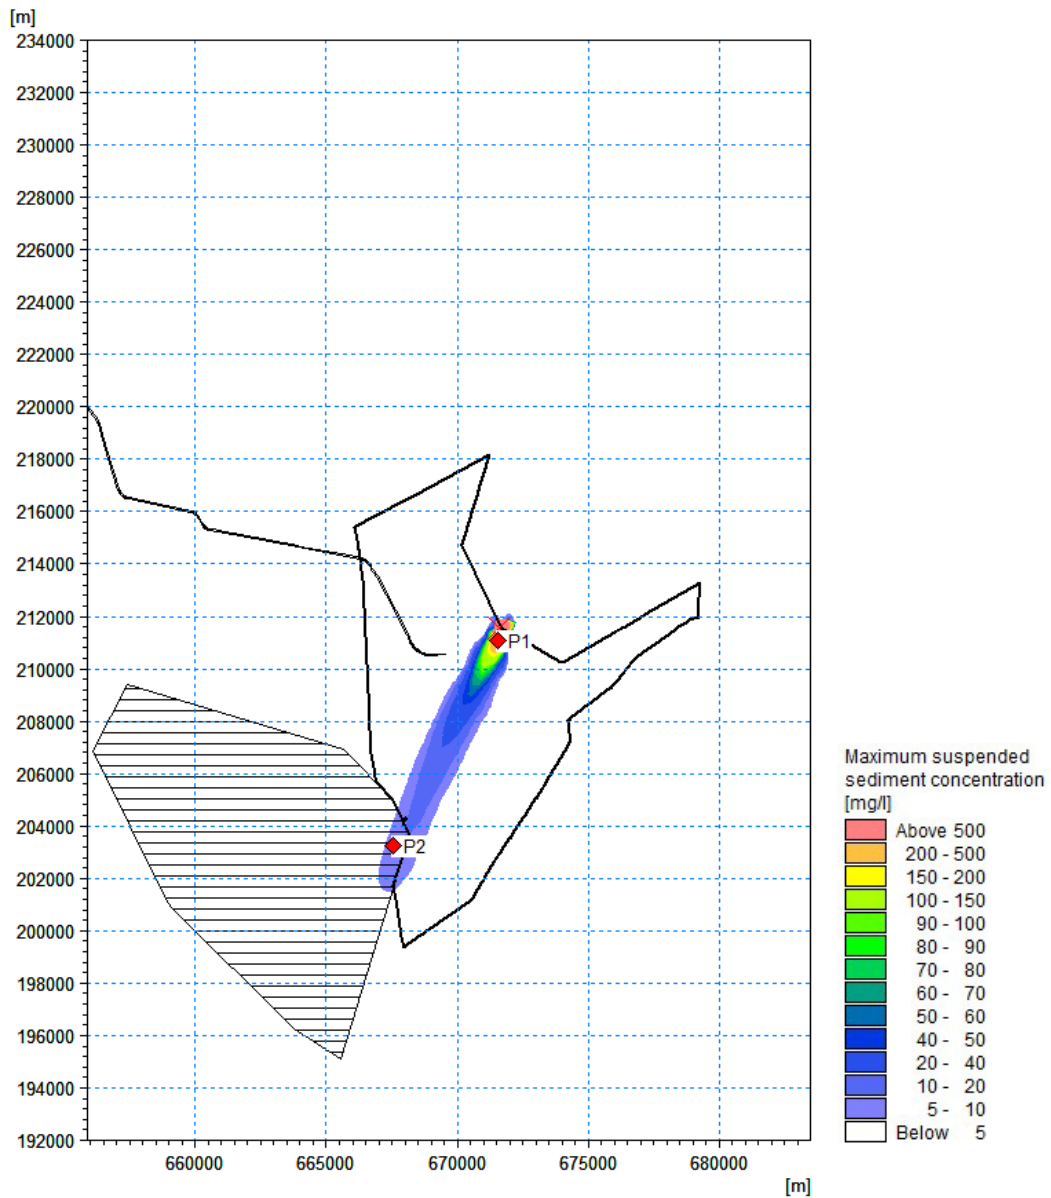 [m]
234000
232000
230000
228000
226000
224000
222000
220000
218000
216000
214000
212000
210000
208000
206000
204000
202000
200000
198000
196000
194000
192000
P1
P2
660000 665000 670000 675000 680000
[m]
Maximum suspended
sediment concentration
[mg/l]
Above 500
200 - 500
150 - 200
100 - 150
90 - 100
80 - 90
70 - 80
60 - 70
50 - 60
40 - 50
20 - 40
10 - 20
5 - 10
Below 5